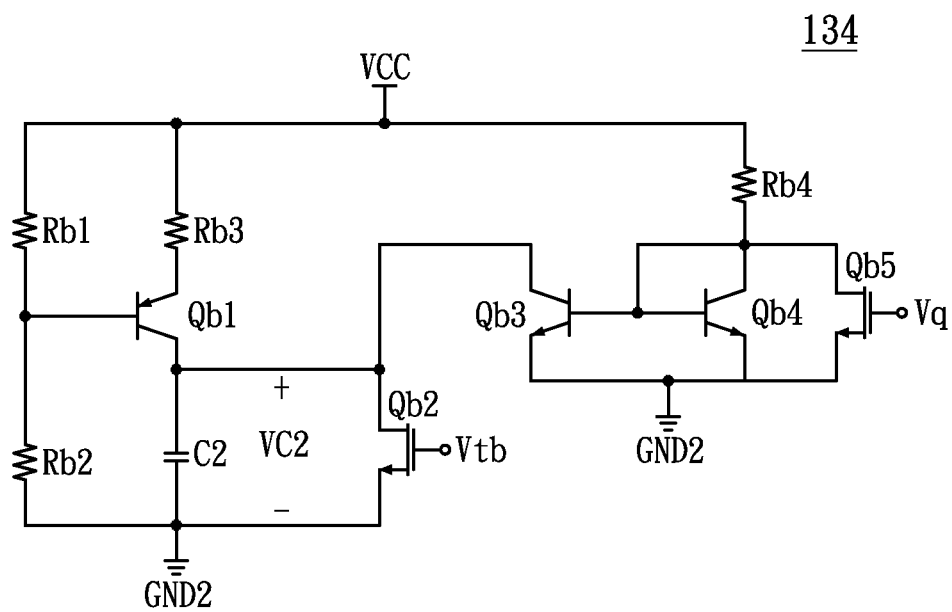 134
VCC
Rb1
Rb3
Rb4
Qb1
Qb3
Qb4
Qb5
Vq
+
VC2
-
Qb2
Vtb
Rb2
C2
GND2
GND2